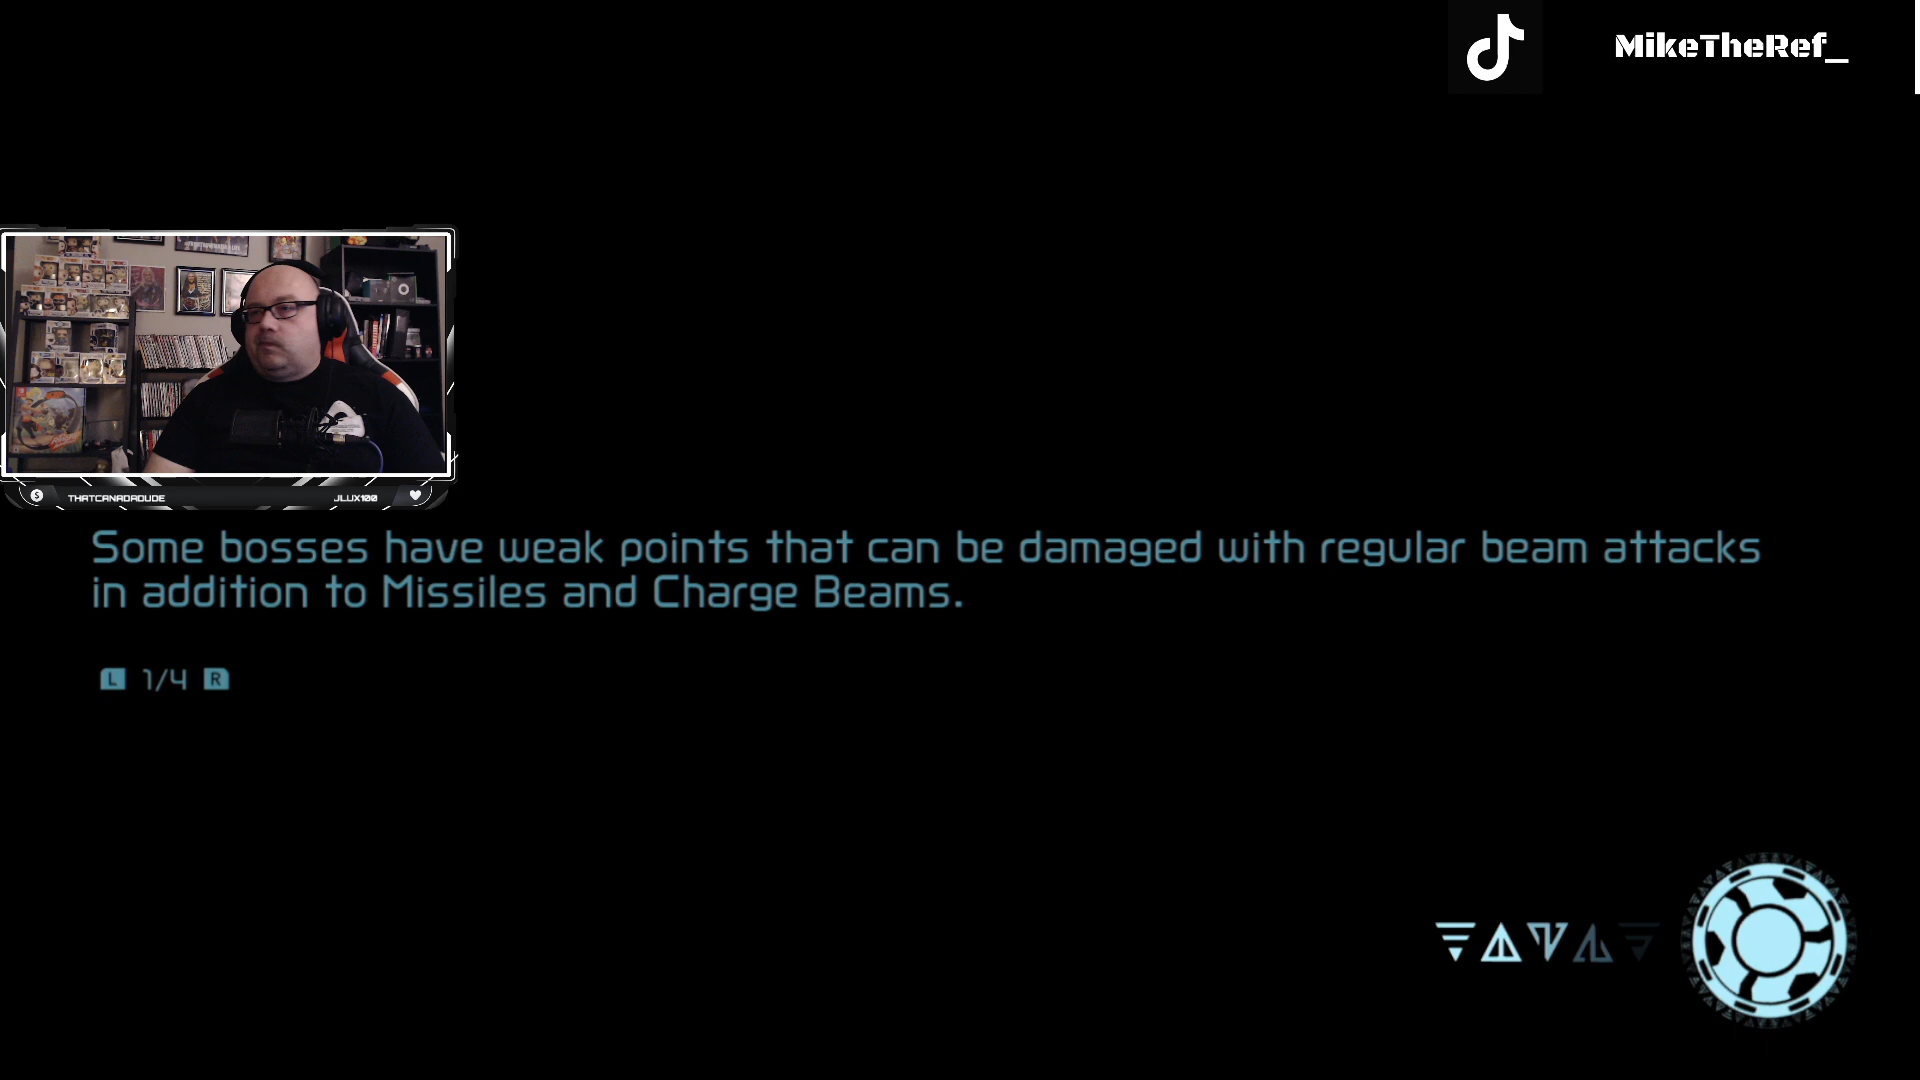 MikeTheRef_
THATCANADADUDE
JLUX100
Some bosses have weak points that can be damaged with regular beam attacks
in addition to Missiles and Charge Beams.
L 1/4 R